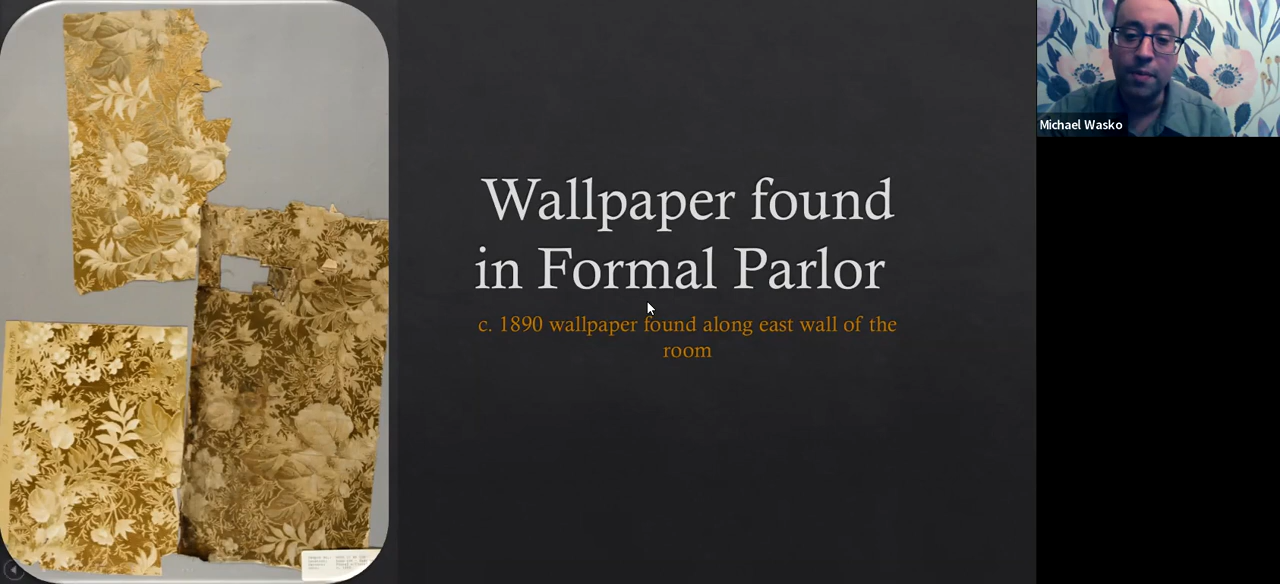 Wallpaper found
in Formal Parlor
c. 1890 wallpaper found along east wall of the
room
Michael Wasko